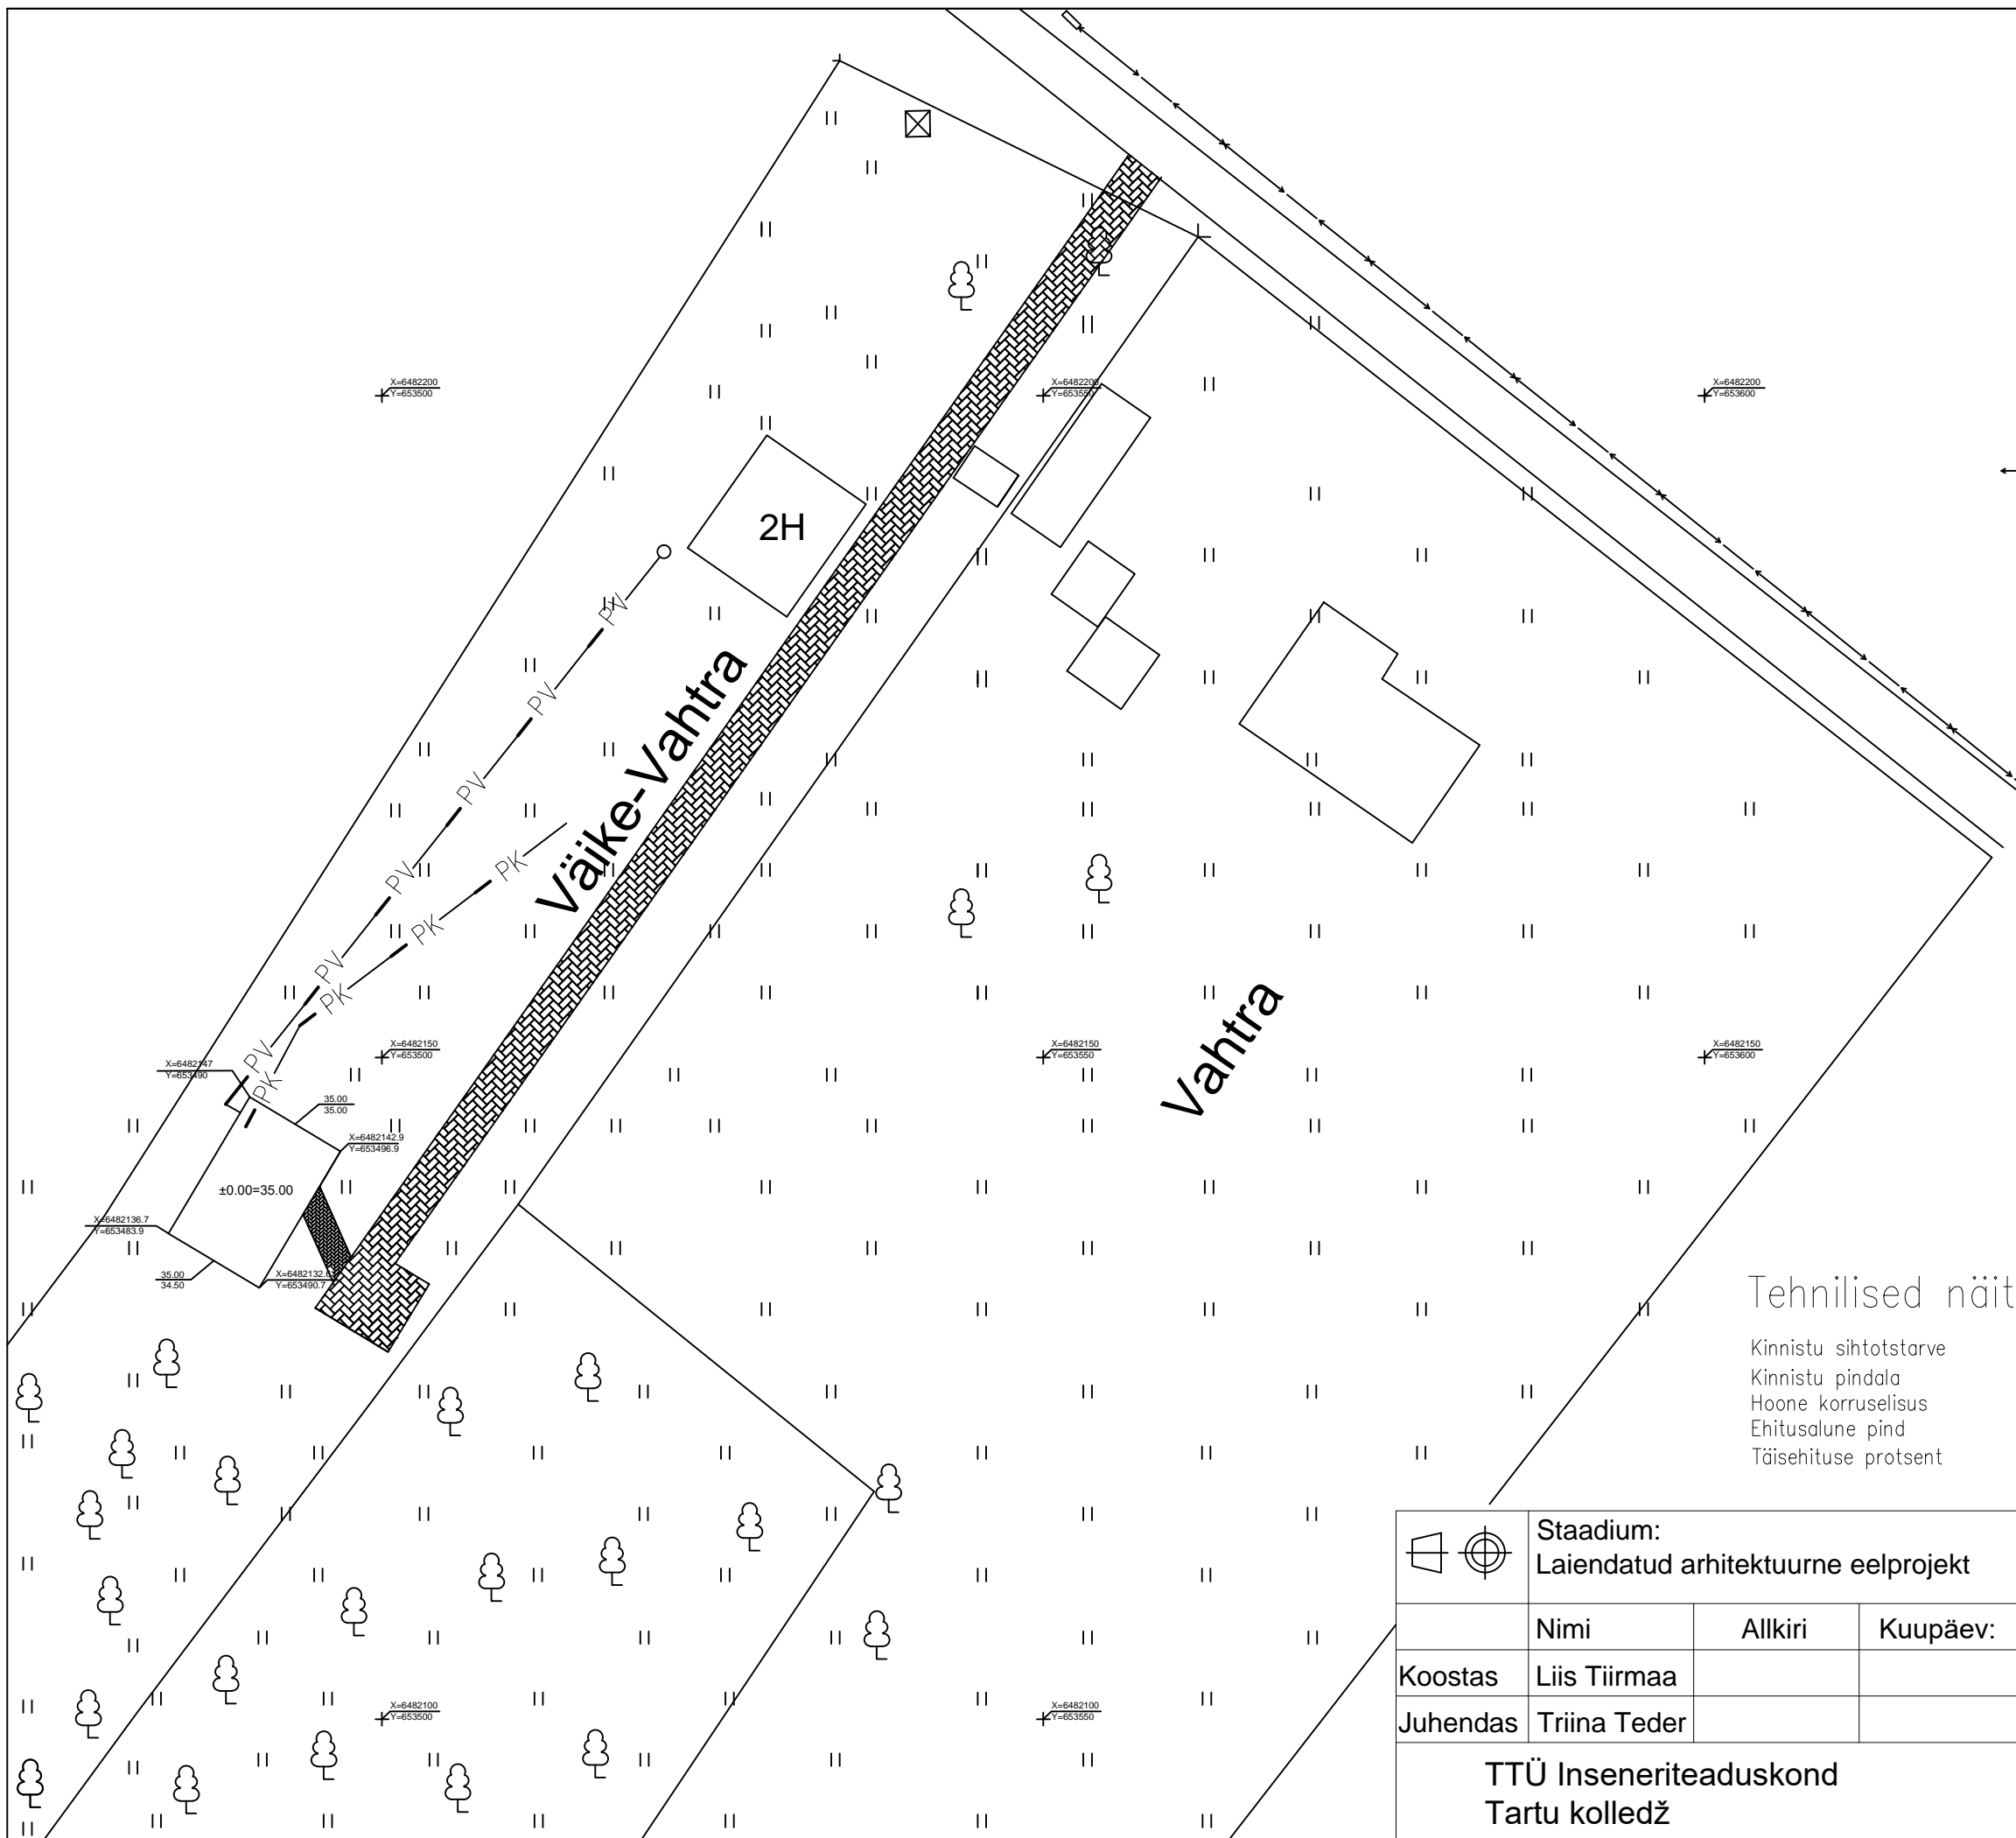 X=6482200
Y=653500
X=6482200
Y=653550
X=6482200
Y=653600
2H
PV
PV
PV
PV
PV
PV
PK
PK
PK
PK
Väike-Vahtra
Vahtra
X=6482150
Y=653500
X=6482150
Y=653550
X=6482150
Y=653600
X=6482147
Y=653490
35.00
35.00
X=6482142.9
Y=653496.9
±0.00=35.00
X=6482136.7
Y=653483.9
35.00
34.50
Y=653490.7
X=6482100
Y=653500
X=6482100
Y=653550
Tehnilised näit
Kinnistu sihtotstarve
Kinnistu pindala
Hoone korruselisus
Ehitusalune pind
Täisehituse protsent
Staadium:
Laiendatud arhitektuurne eelprojekt
Nimi Allkiri Kuupäev:
Koostas Liis Tiirmaa
Juhendas Triina Teder
TTÜ Inseneriteaduskond
Tartu kolledž